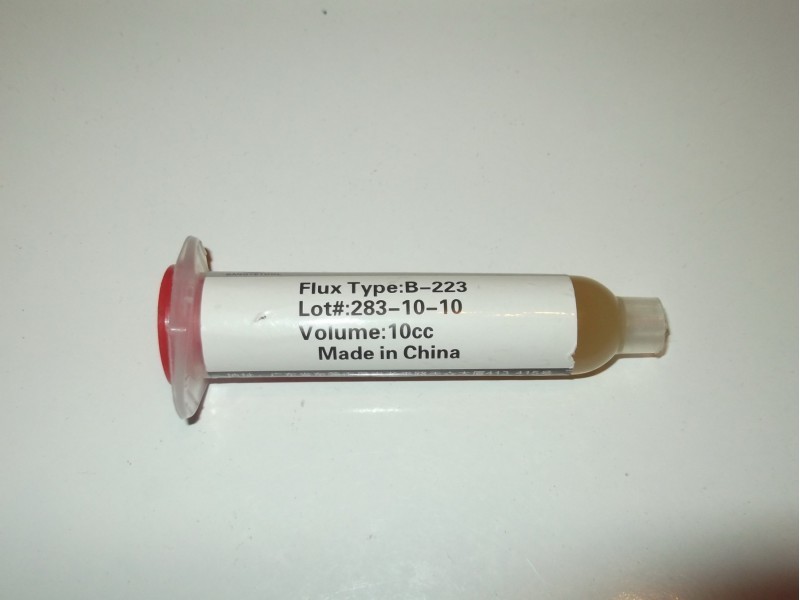 Flux Type:B-223
Lot#:283-10-10
Volume:10cc
Made in China